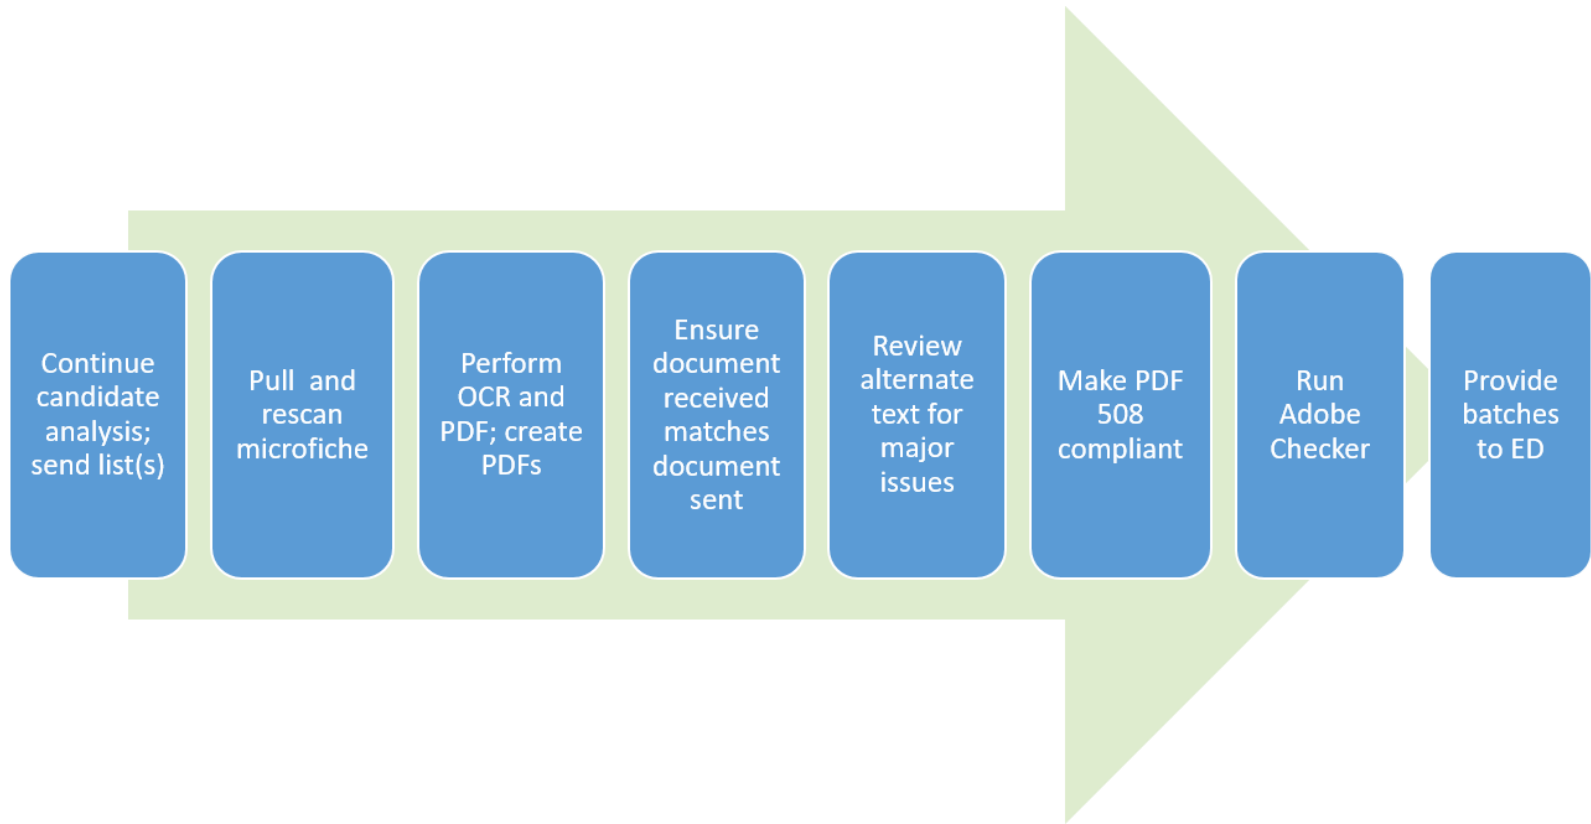 Continue
candidate
analysis;
send list(s)
Pull and
rescan
microfiche
Perform
OCR and
PDF; create
PDFs
Ensure
document
received
matches
document
sent
Review
alternate
text for
major
issues
Make PDF
508
compliant
Run
Adobe
Checker
Provide
batches
to ED